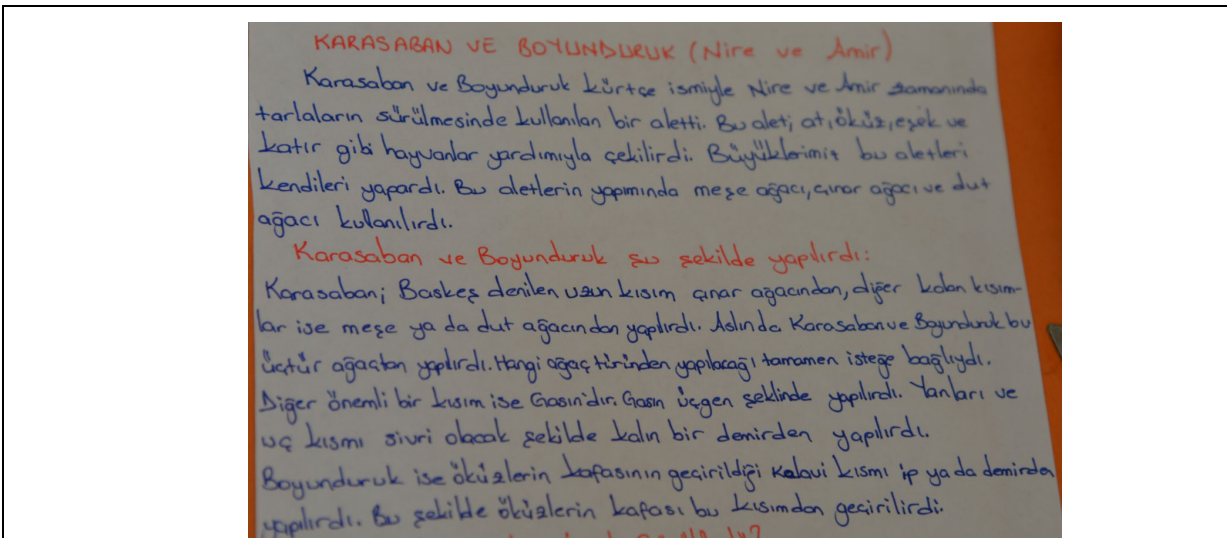 KARASABAN VE BOYUNDURUK (Nire ve Amir)
Karasaban ve Boyunduruk kürtçe ismiyle Nire ve Amir zamanında
tarlaların sürülmesinde kullanılan bir aletti. Bu alet; at, öküz, eşek ve
katır gibi hayvanlar yardımıyla çekilirdi. Büyüklerimiz bu aletleri
kendileri yapardı. Bu aletlerin yapımında meşe ağacı, çınar ağacı ve dut
ağacı kullanılırdı.
Karasaban ve Boyunduruk şu şekilde yapılırdı:
Karasaban; Baskeş denilen uzun kısım çınar ağacından, diğer kalan kısım-
lar ise meşe ya da dut ağacından yapılırdı. Aslında Karasaban ve Boyunduruk bu
üçtür ağaçtan yapılırdı. Hangi ağaç türünden yapılacağı tamamen isteğe bağlıydı.
Diğer önemli bir kısım ise Gasın'dır. Gasın üçgen şeklinde yapılırdı. Yanları ve
uç kısmı sivri olacak şekilde kalın bir demirden yapılırdı.
Boyunduruk ise öküzlerin kafasının geçirildiği Kelavi kısmı ip ya da demirden
yapılırdı. Bu şekilde öküzlerin kafası bu kısımdan geçirilirdi.